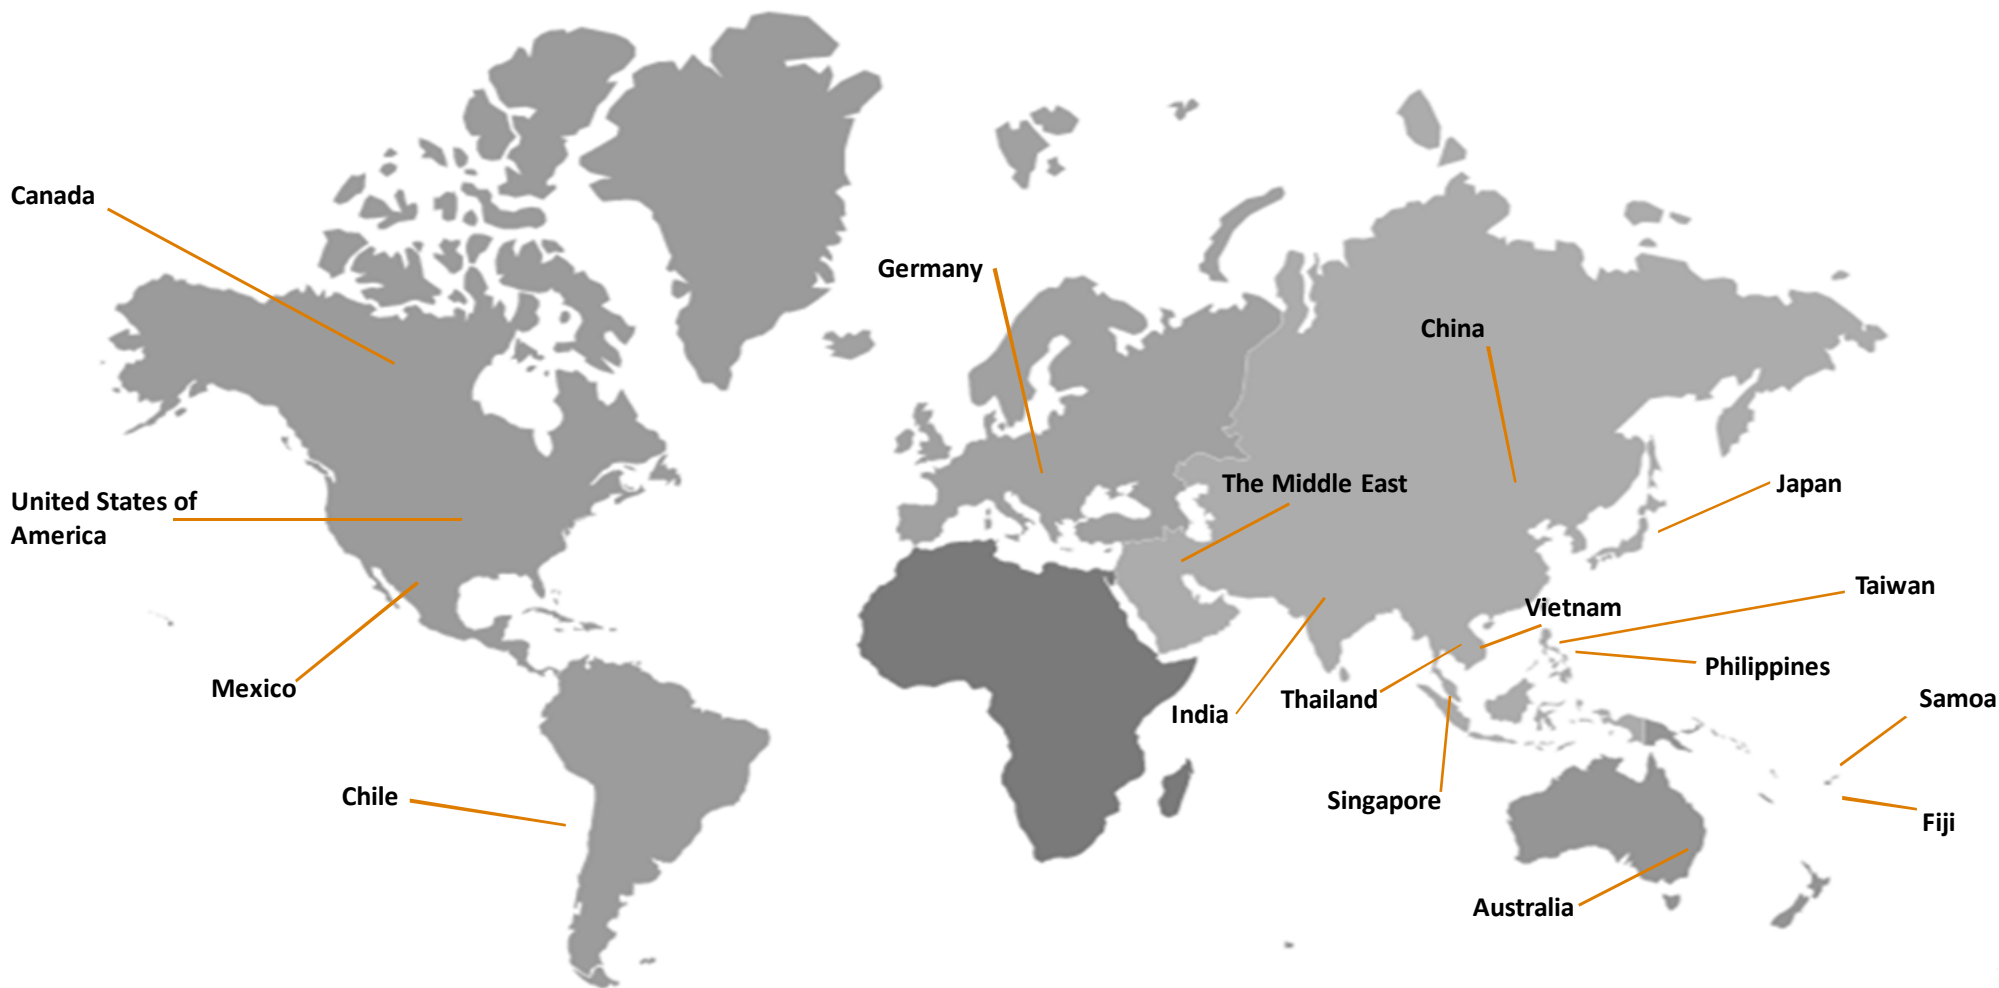 Canada
Germany
China
The Middle East
Japan
United States of
America
Taiwan
Vietnam
Philippines
Mexico
India
Thailand
Samoa
Chile
Singapore
Fiji
Australia